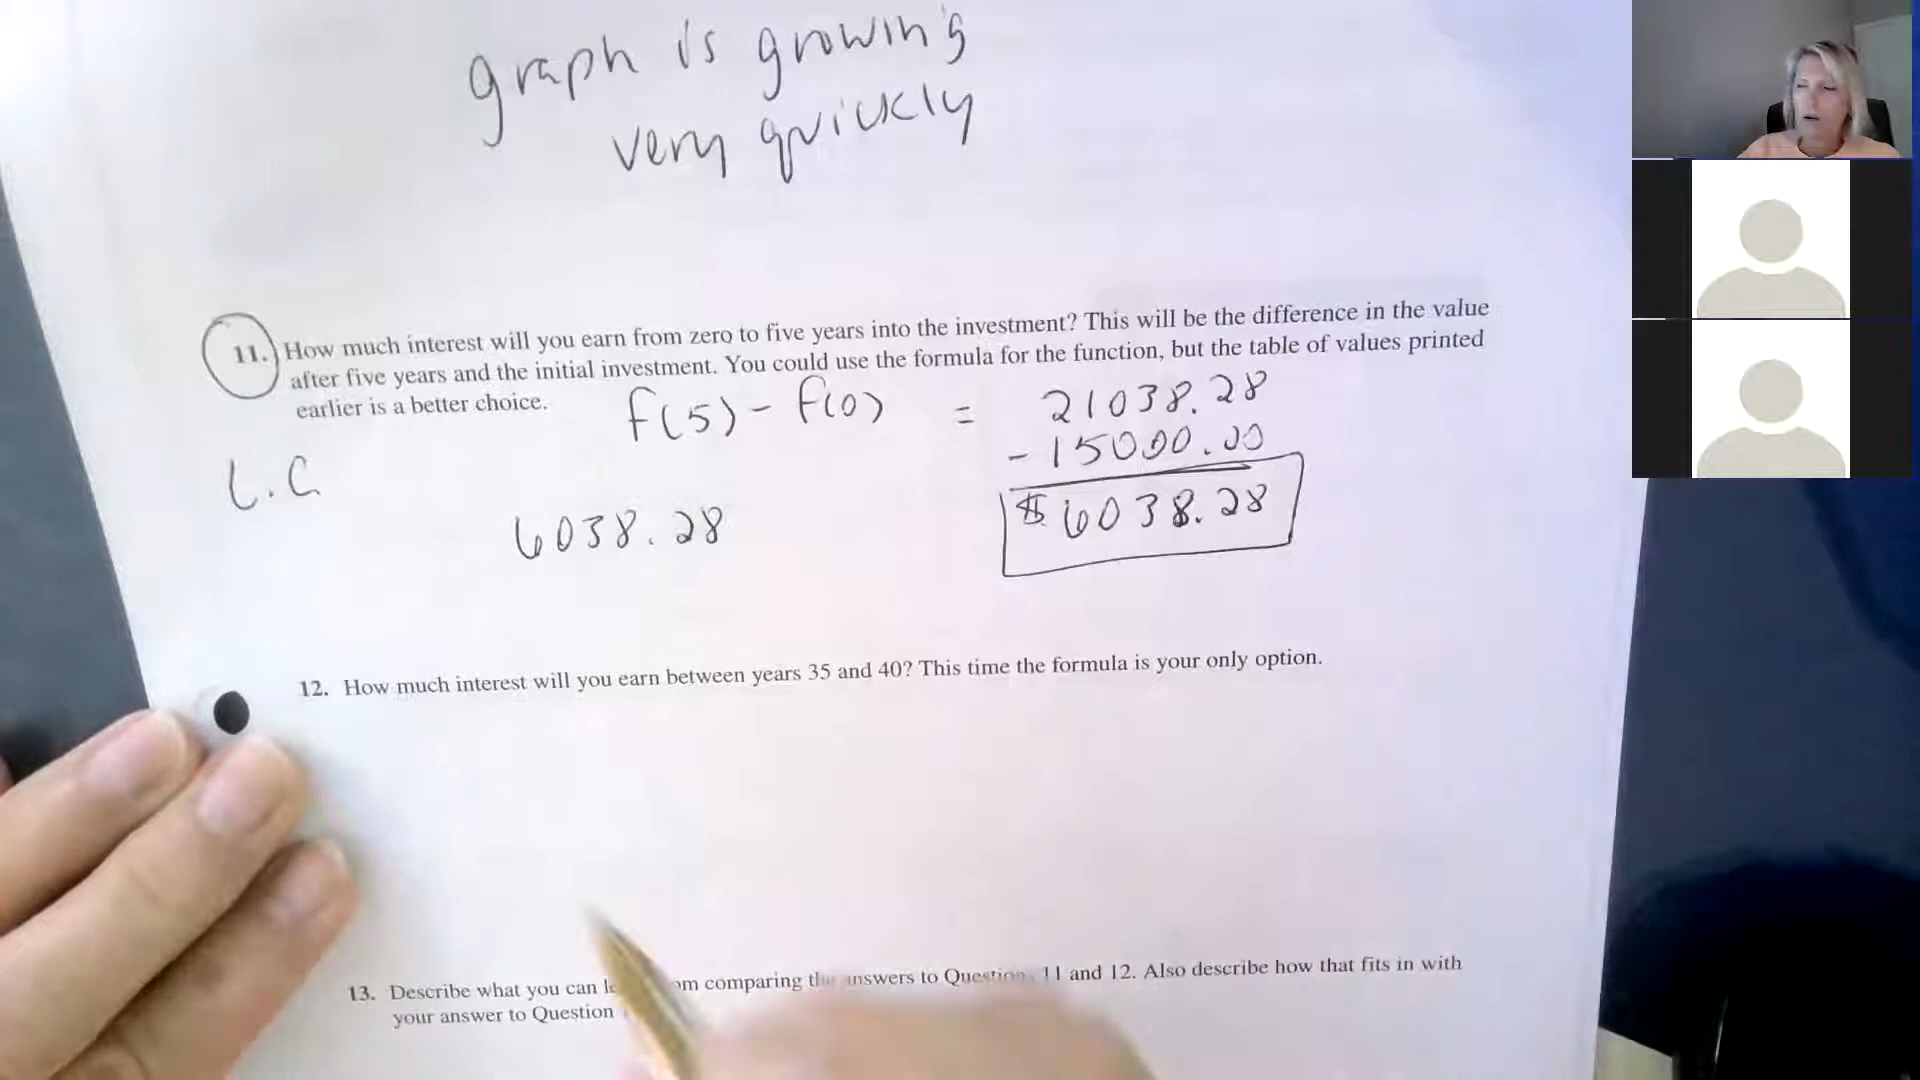 graph is growing
very quickly
11. How much interest will you earn from zero to five years into the investment? This will be the difference in the value
after five years and the initial investment. You could use the formula for the function, but the table of values printed
earlier is a better choice.
f(5) - f(0) = 21038.28
- 15000.00
$ 6038.28
6038.28
12. How much interest will you earn between years 35 and 40? This time the formula is your only option.
13. Describe what you can comparing the answers to Question 11 and 12. Also describe how that fits in with
your answer to Question